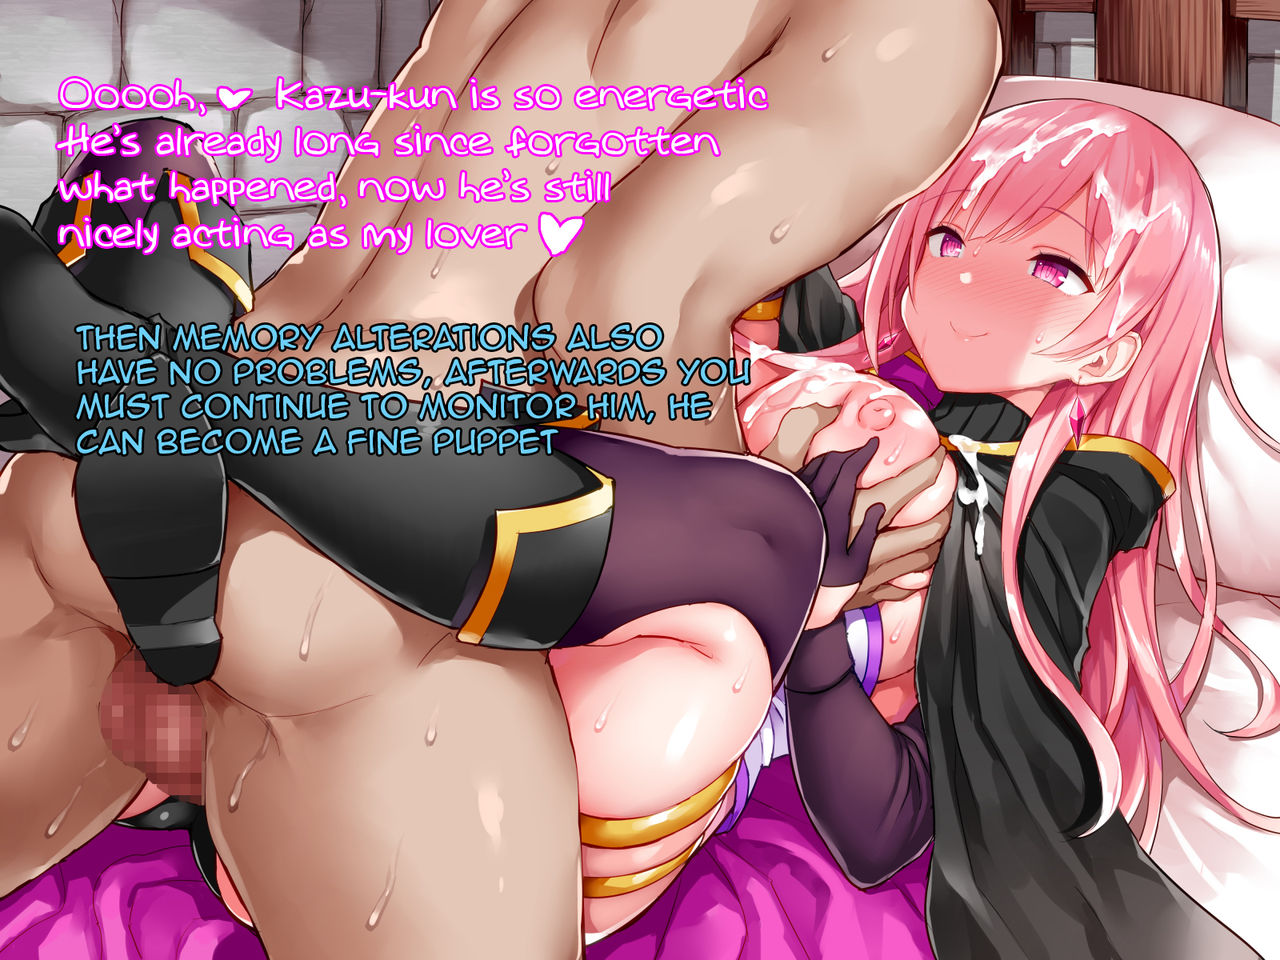 Ooooh, ♥ Kazu-kun is so energetic
He's already long since forgotten
what happened, now he's still
nicely acting as my lover ♥
THEN MEMORY ALTERATIONS ALSO
HAVE NO PROBLEMS, AFTERWARDS YOU
MUST CONTINUE TO MONITOR HIM, HE
CAN BECOME A FINE PUPPET